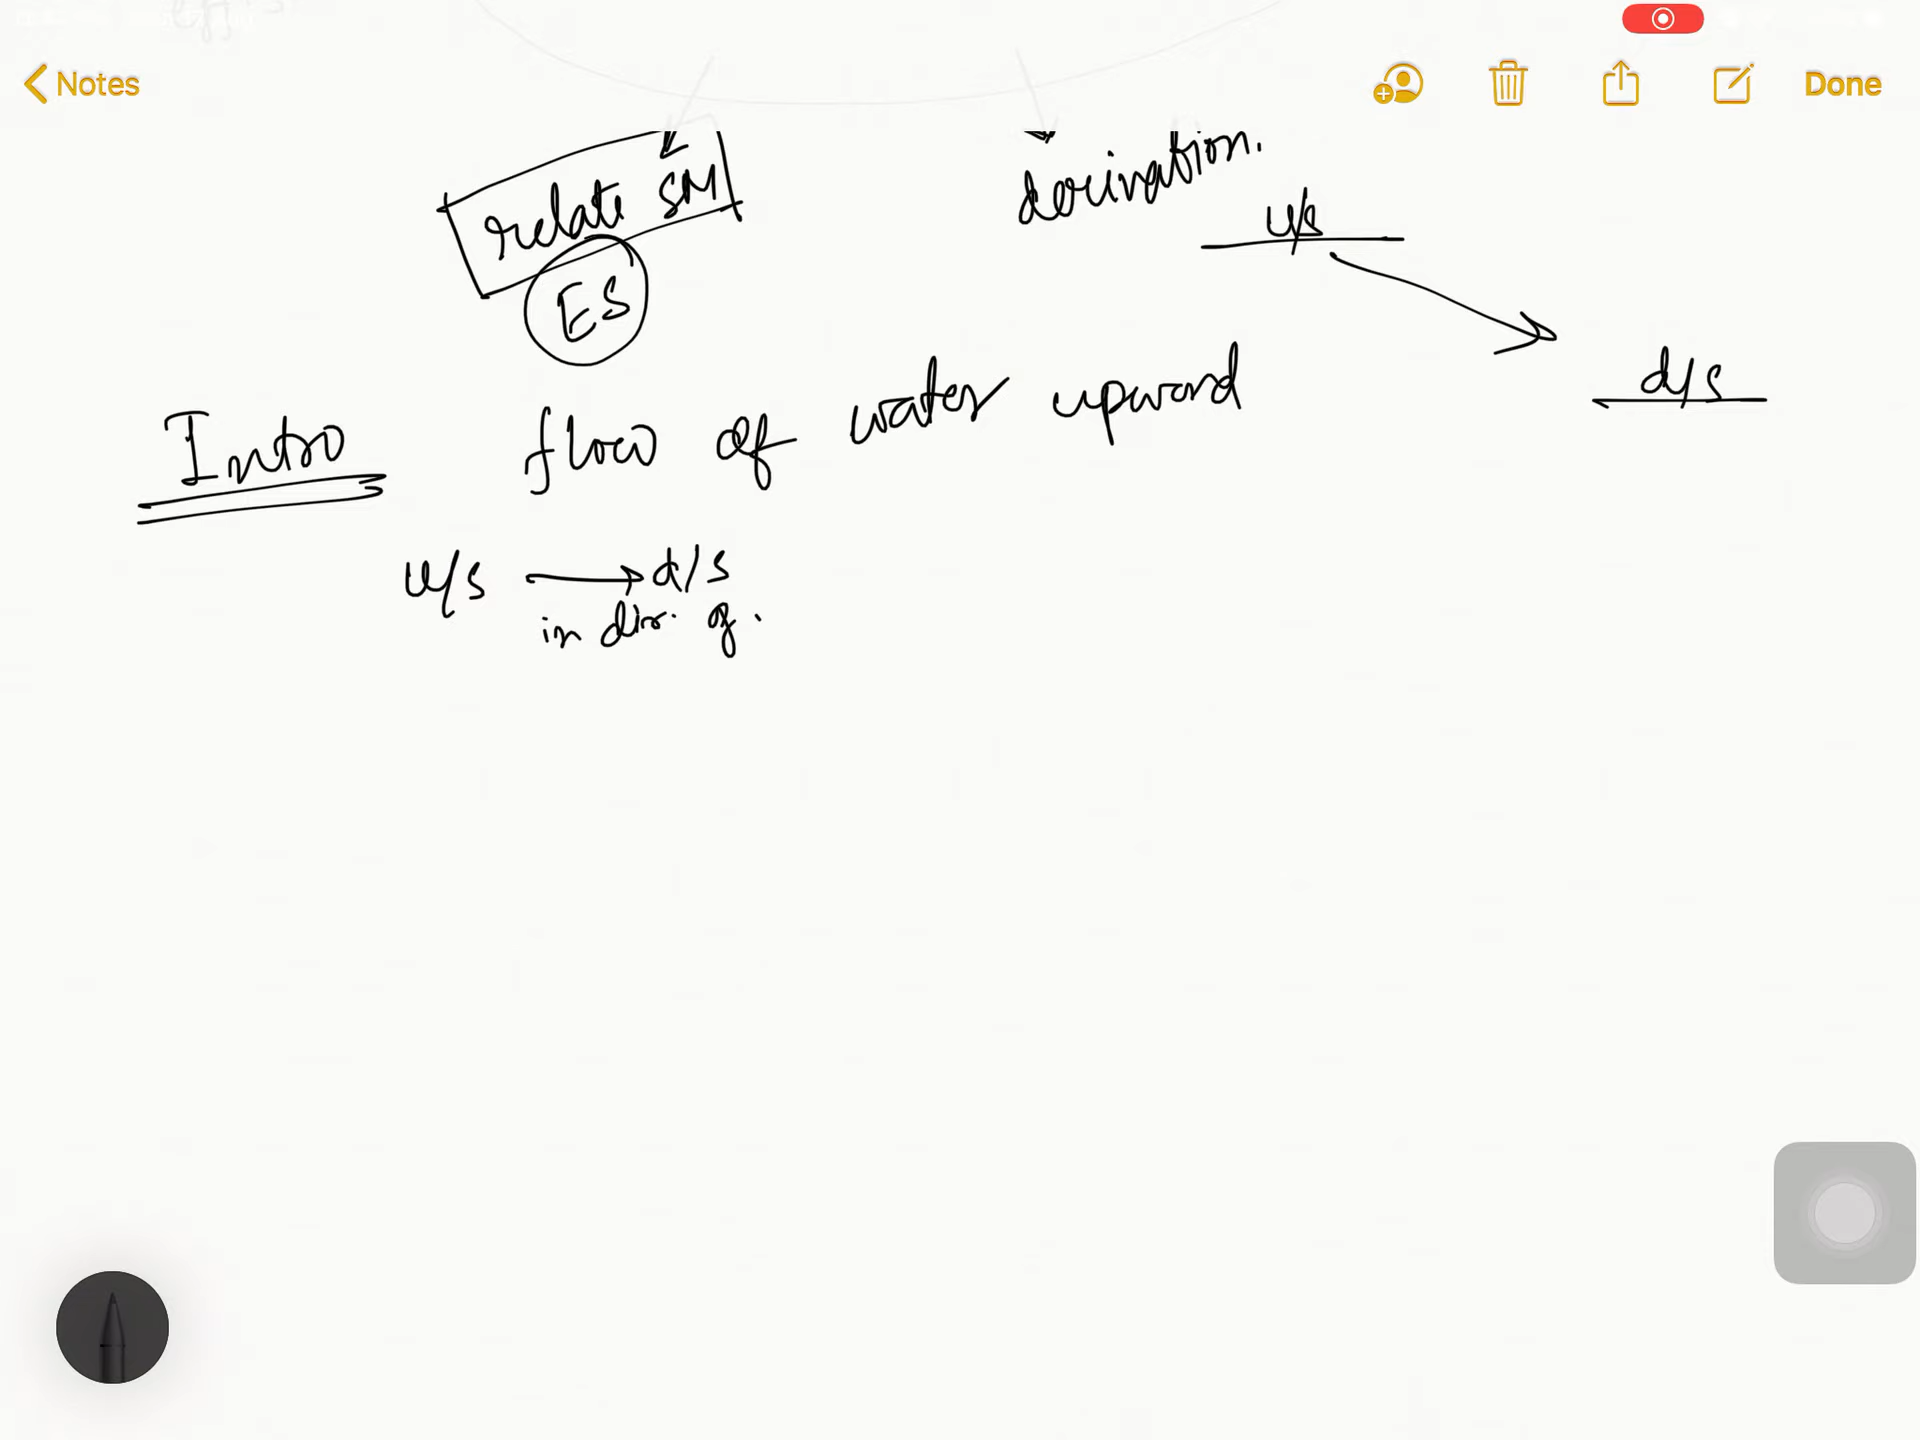 Notes
Done
relate SM
derivation.
u/s
ES
d/s
Intro flow of water upward
u/s → d/s
in dir. of.